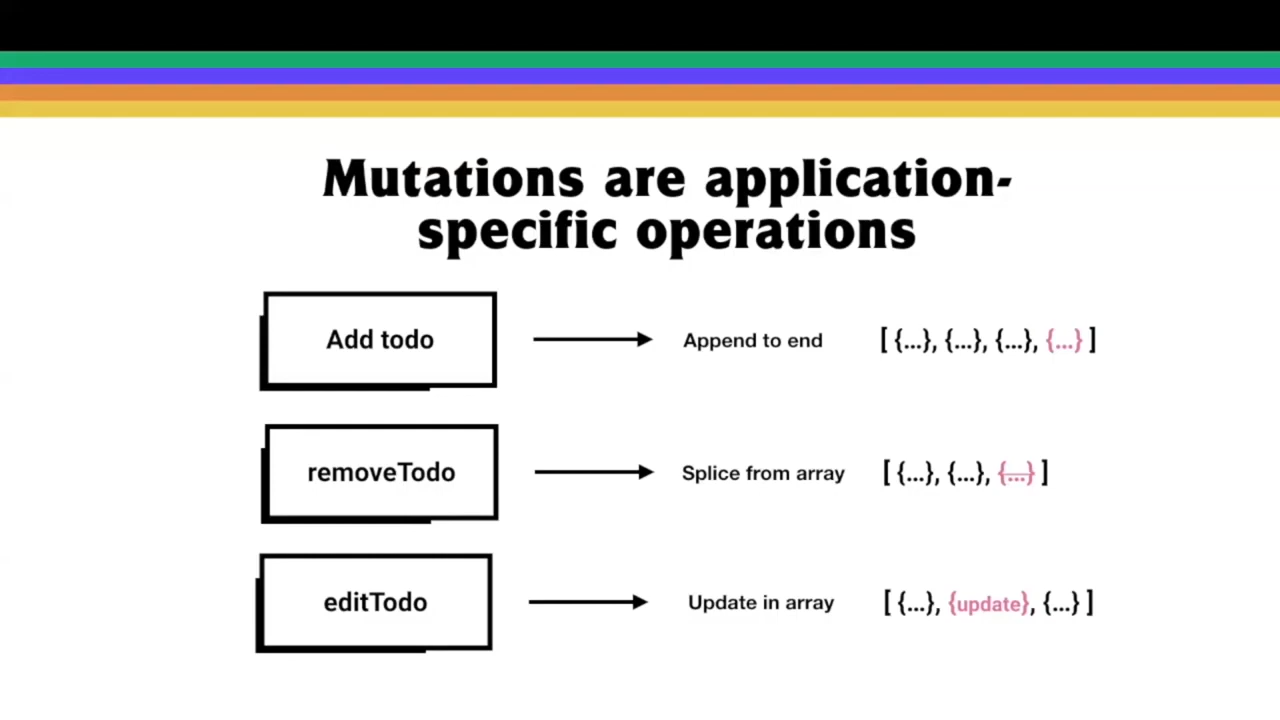 Mutations are application-
specific operations
Add todo
Append to end
[ {...}, {...}, {...}, {...} ]
removeTodo
Splice from array
[ {...}, {...}, {...} ]
editTodo
Update in array
[ {...}, {update}, {...} ]